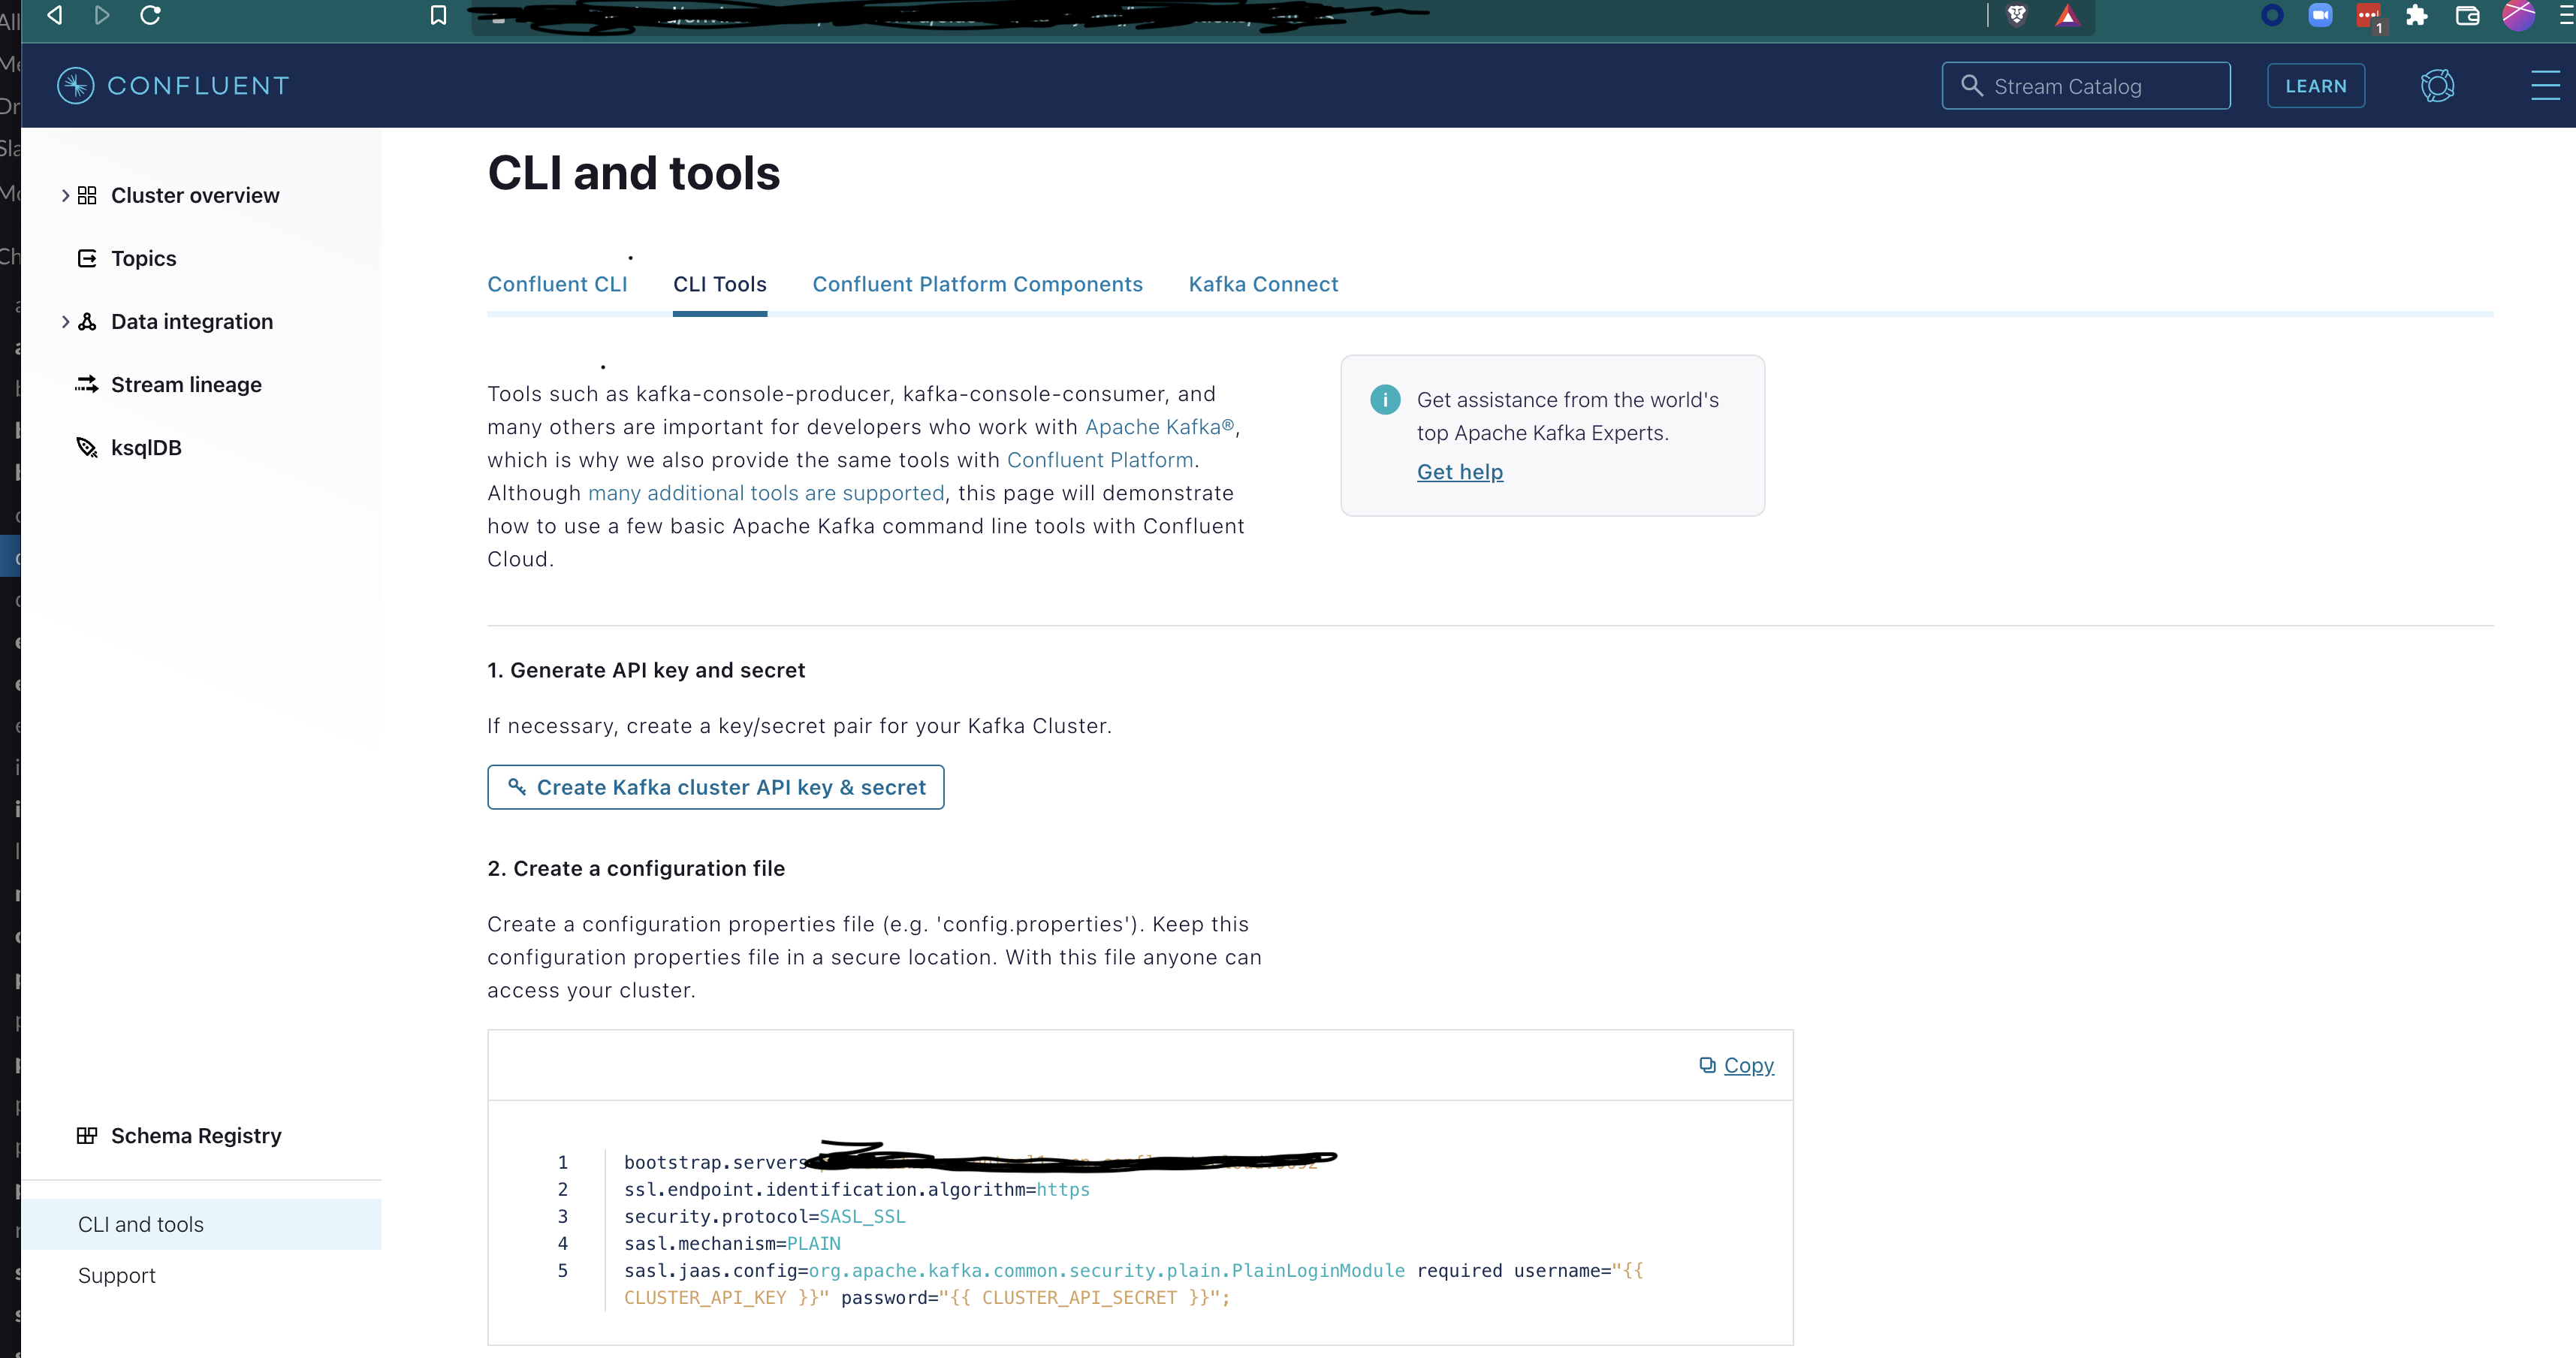 CONFLUENT
Stream Catalog
LEARN
1
Cluster overview
Topics
Data integration
Stream lineage
ksqlDB
Schema Registry
CLI and tools
Support
CLI and tools
Confluent CLI
CLI Tools
Confluent Platform Components
Kafka Connect
Tools such as kafka-console-producer, kafka-console-consumer, and
many others are important for developers who work with Apache Kafka®,
which is why we also provide the same tools with Confluent Platform.
Although many additional tools are supported, this page will demonstrate
how to use a few basic Apache Kafka command line tools with Confluent
Cloud.
i
Get assistance from the world's
top Apache Kafka Experts.
Get help
1. Generate API key and secret
If necessary, create a key/secret pair for your Kafka Cluster.
Create Kafka cluster API key & secret
2. Create a configuration file
Create a configuration properties file (e.g. 'config.properties'). Keep this
configuration properties file in a secure location. With this file anyone can
access your cluster.
Copy
1 bootstrap.servers
2 ssl.endpoint.identification.algorithm=https
3 security.protocol=SASL_SSL
4 sasl.mechanism=PLAIN
5 sasl.jaas.config=org.apache.kafka.common.security.plain.PlainLoginModule required username="{{
CLUSTER_API_KEY }}" password="{{ CLUSTER_API_SECRET }}";